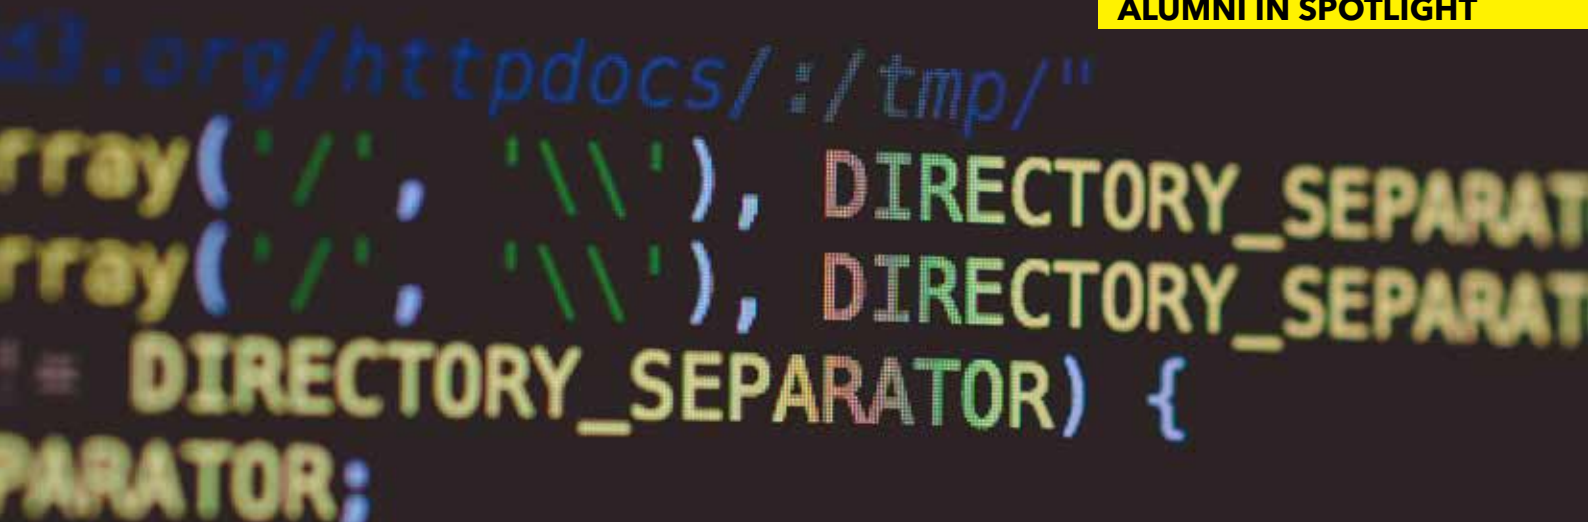 ALUMNI IN SPOTLIGHT
.org/httpdocs/:/tmp/"
rray('/', '\\'), DIRECTORY_SEPARAT
rray('/', '\\'), DIRECTORY_SEPARAT
= DIRECTORY_SEPARATOR) {
PARATOR;